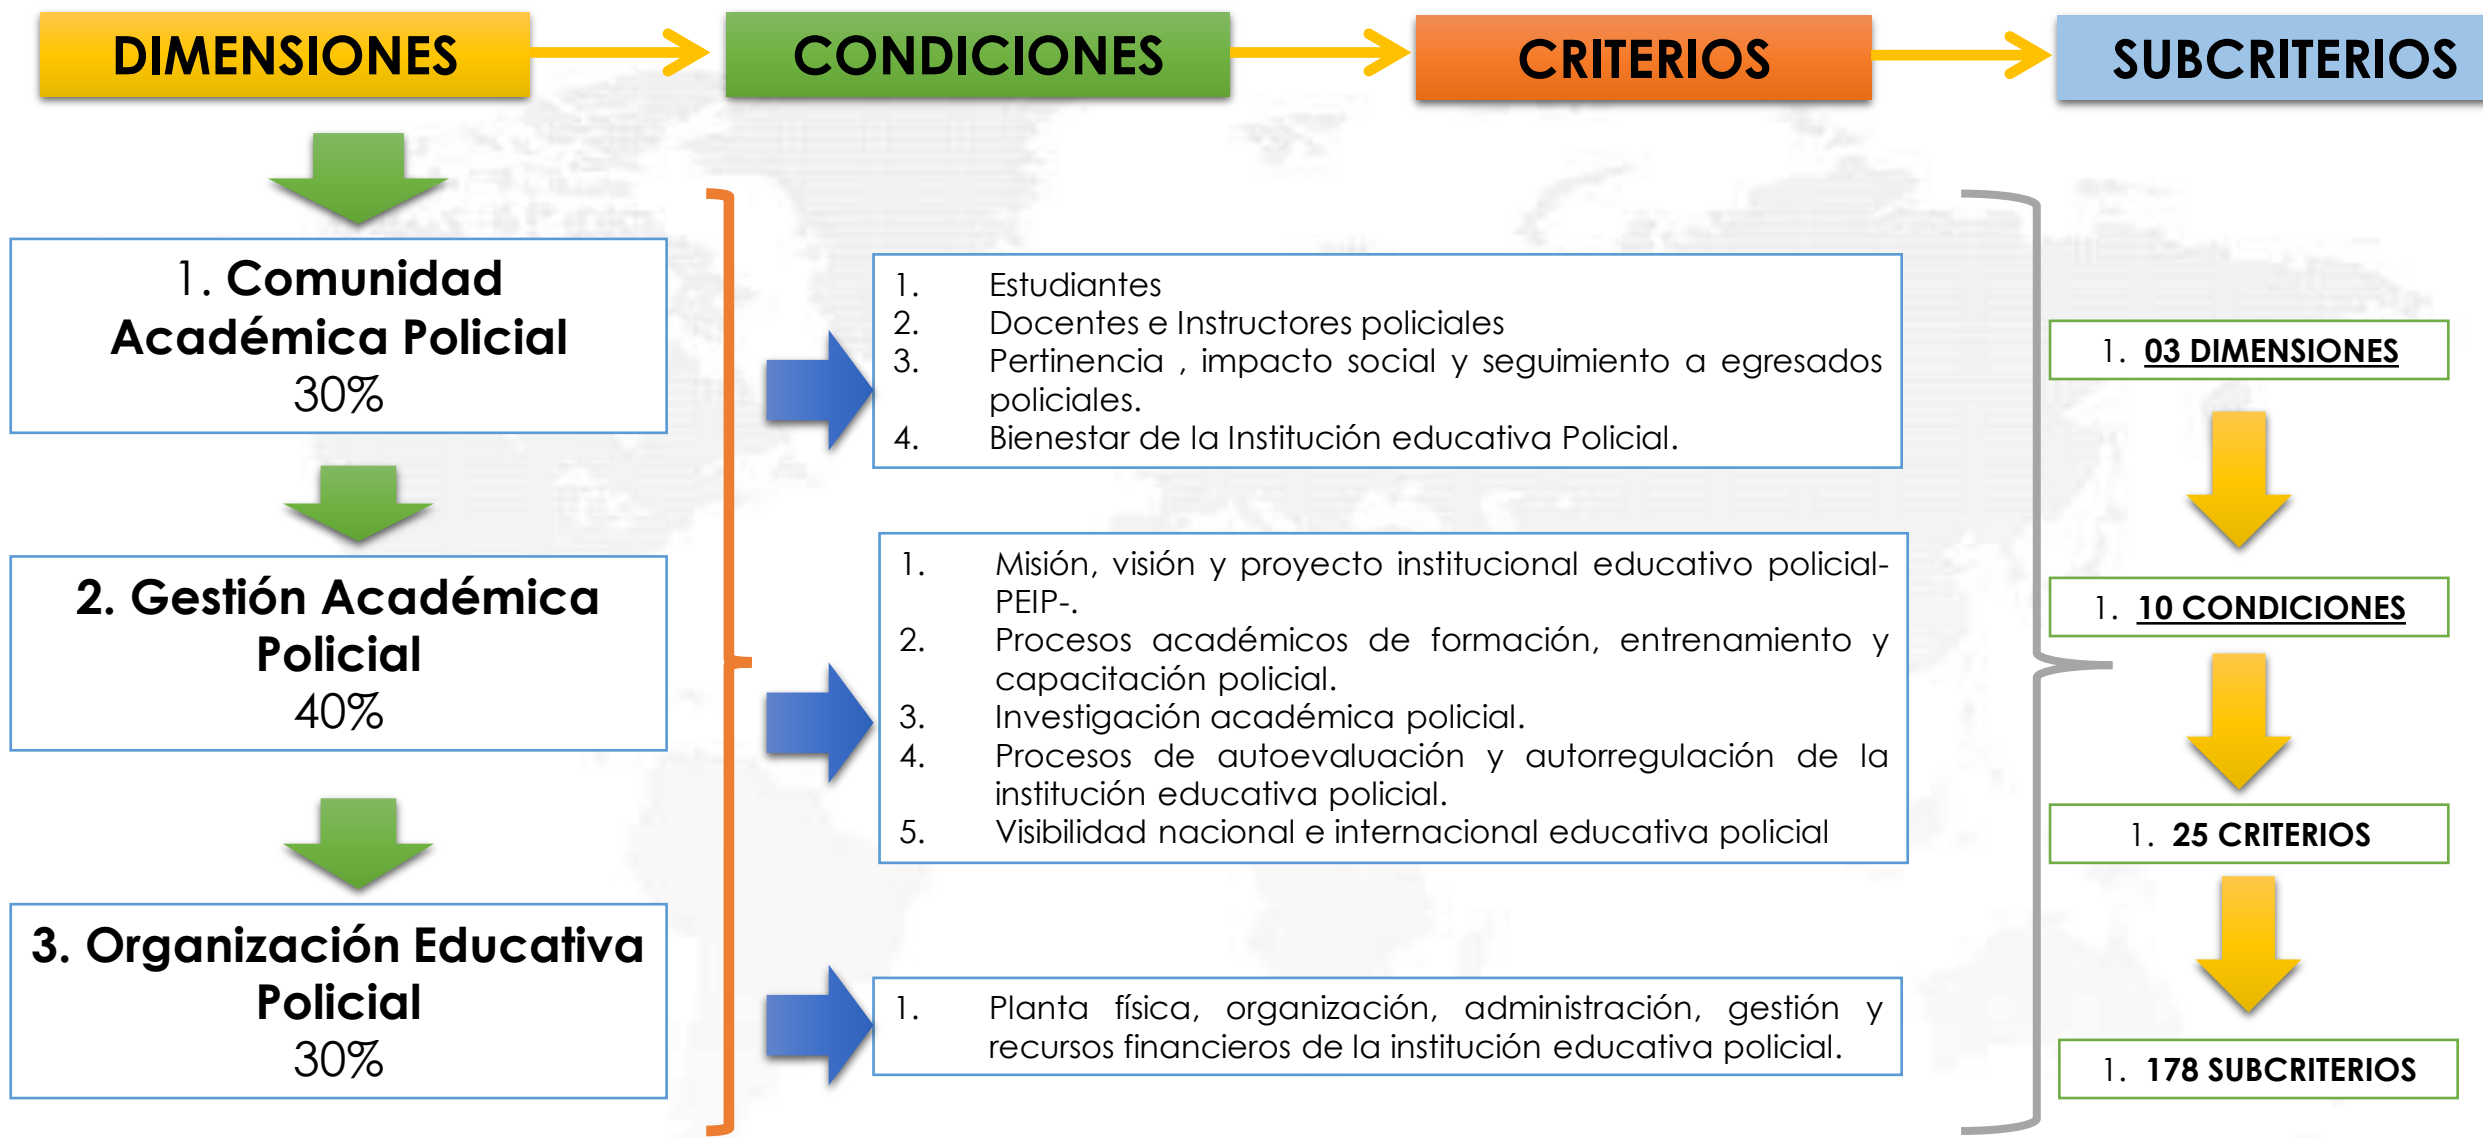 DIMENSIONES
CONDICIONES
CRITERIOS
SUBCRITERIOS
1. Comunidad
Académica Policial
30%
2. Gestión Académica
Policial
40%
3. Organización Educativa
Policial
30%
1. Estudiantes
2. Docentes e Instructores policiales
3. Pertinencia , impacto social y seguimiento a egresados
policiales.
4. Bienestar de la Institución educativa Policial.
1. Misión, visión y proyecto institucional educativo policial-
PEIP-.
2. Procesos académicos de formación, entrenamiento y
capacitación policial.
3. Investigación académica policial.
4. Procesos de autoevaluación y autorregulación de la
institución educativa policial.
5. Visibilidad nacional e internacional educativa policial
1. Planta física, organización, administración, gestión y
recursos financieros de la institución educativa policial.
1. 03 DIMENSIONES
1. 10 CONDICIONES
1. 25 CRITERIOS
1. 178 SUBCRITERIOS